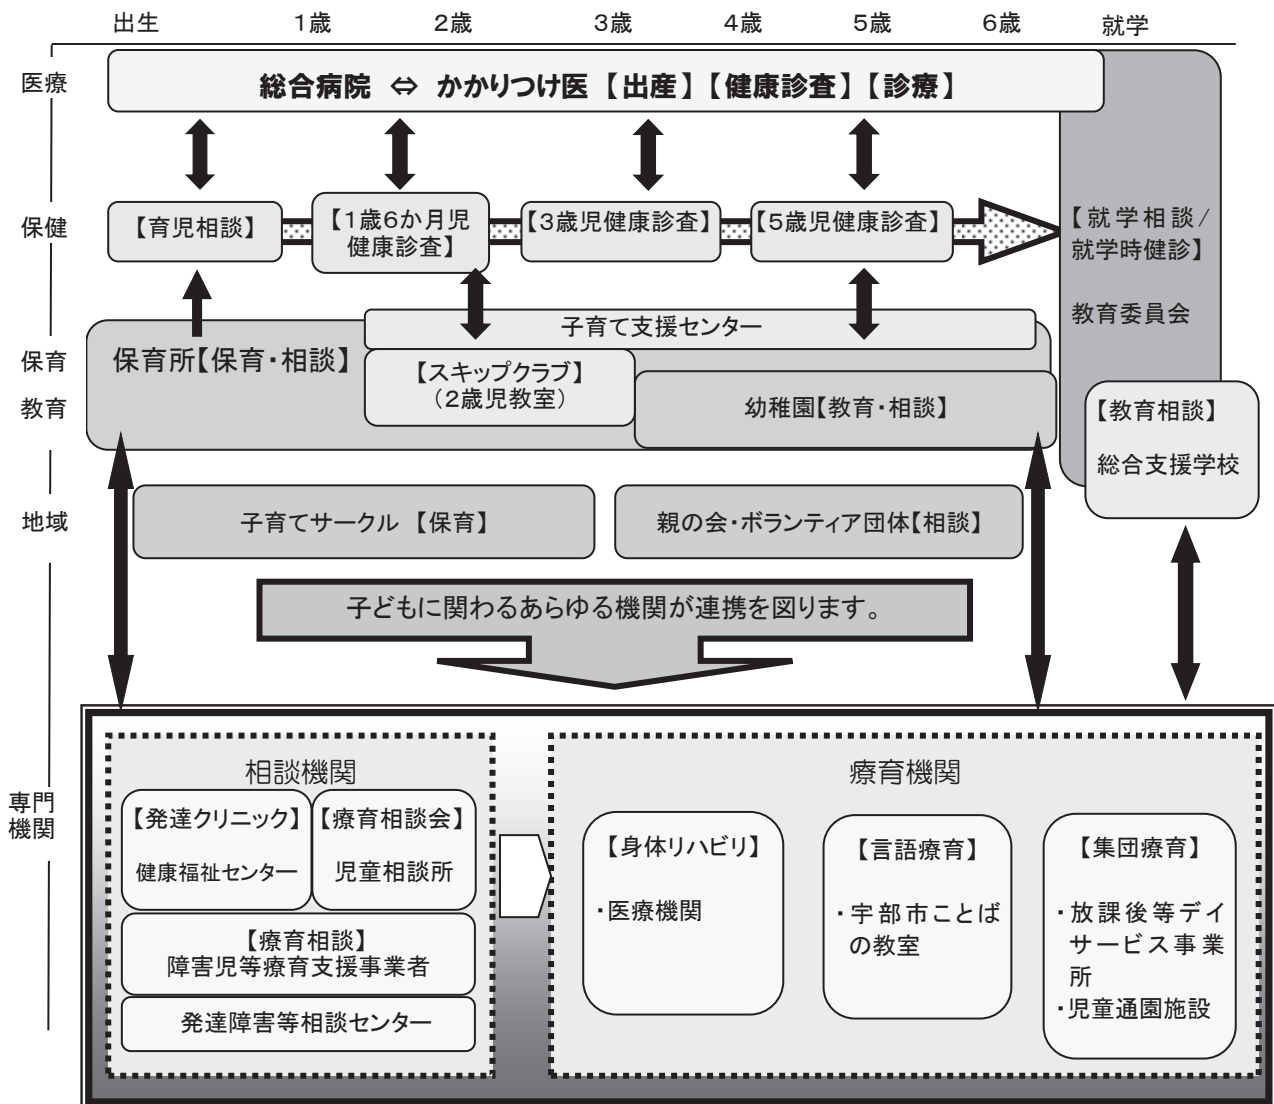 出生 1歳 2歳 3歳 4歳 5歳 6歳 就学
医療
総合病院 ⇔ かかりつけ医【出産】【健康診査】【診療】
保健
【育児相談】
【1歳6か月児
健康診査】
【3歳児健康診査】
【5歳児健康診査】
【就学相談/
就学時健診】
教育委員会
子育て支援センター
保育
教育
保育所【保育・相談】
【スキップクラブ】
（2歳児教室）
幼稚園【教育・相談】
【教育相談】
総合支援学校
地域
子育てサークル 【保育】
親の会・ボランティア団体【相談】
子どもに関わるあらゆる機関が連携を図ります。
専門
機関
相談機関
【発達クリニック】
健康福祉センター
【療育相談会】
児童相談所
【療育相談】
障害児等療育支援事業者
発達障害等相談センター
療育機関
【身体リハビリ】
・医療機関
【言語療育】
・宇部市ことば
の教室
【集団療育】
・放課後等デイ
サービス事業
所
・児童通園施設